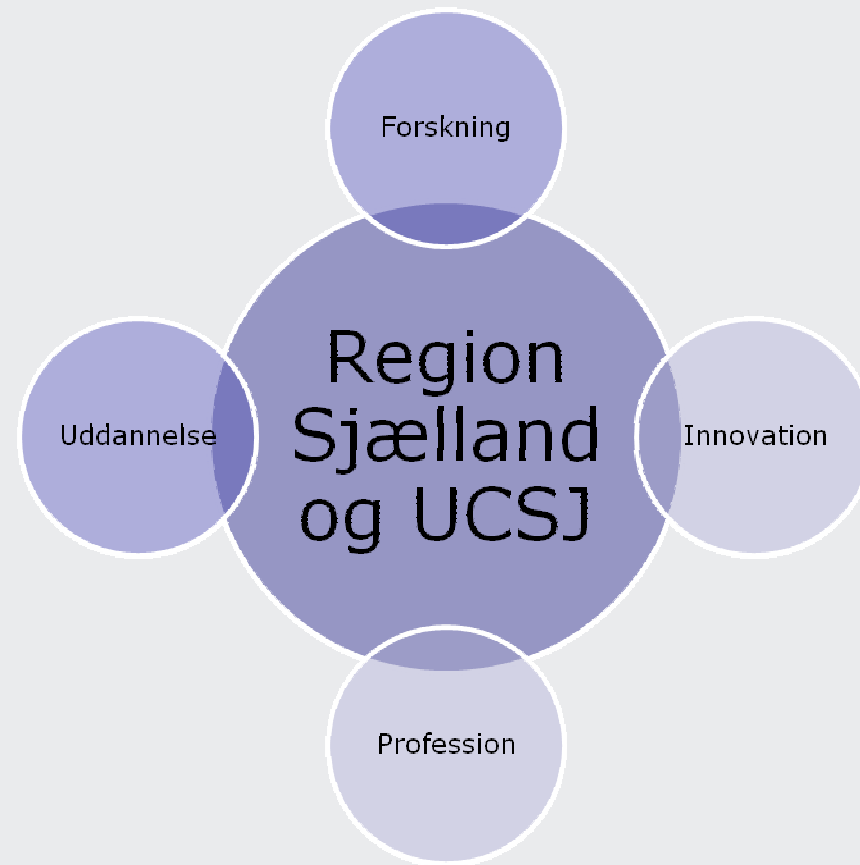 Forskning
Region
Sjælland
og UCSJ
Uddannelse
Innovation
Profession